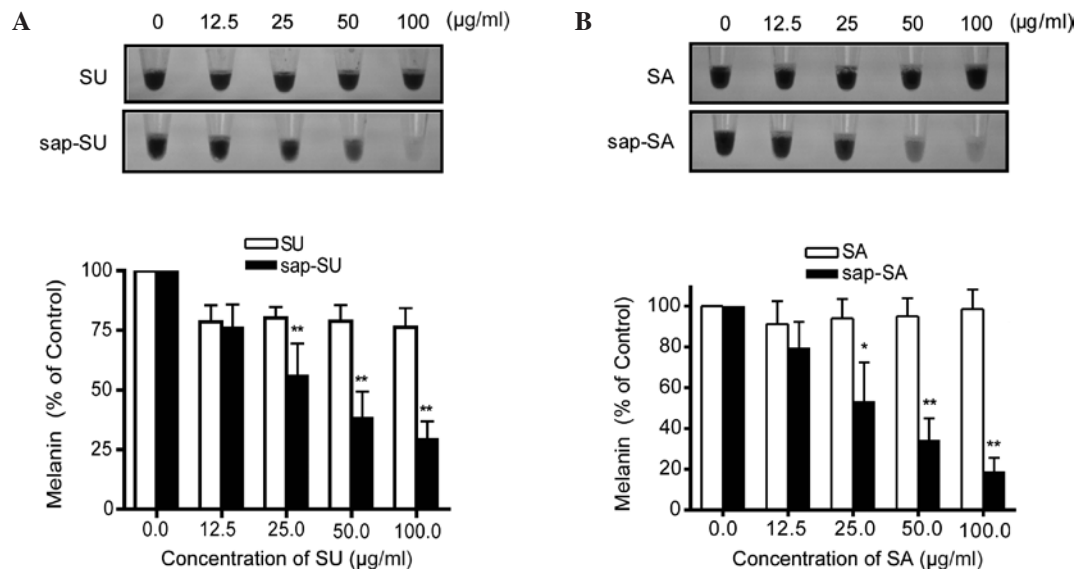 A
0 12.5 25 50 100 (µg/ml)
SU
sap-SU
SU
sap-SU
Melanin (% of Control)
100
75
50
25
0
**
**
**
0.0 12.5 25.0 50.0 100.0
Concentration of SU (µg/ml)
B
0 12.5 25 50 100 (µg/ml)
SA
sap-SA
SA
sap-SA
Melanin (% of Control)
100
80
60
40
20
0
*
**
**
0.0 12.5 25.0 50.0 100.0
Concentration of SA (µg/ml)